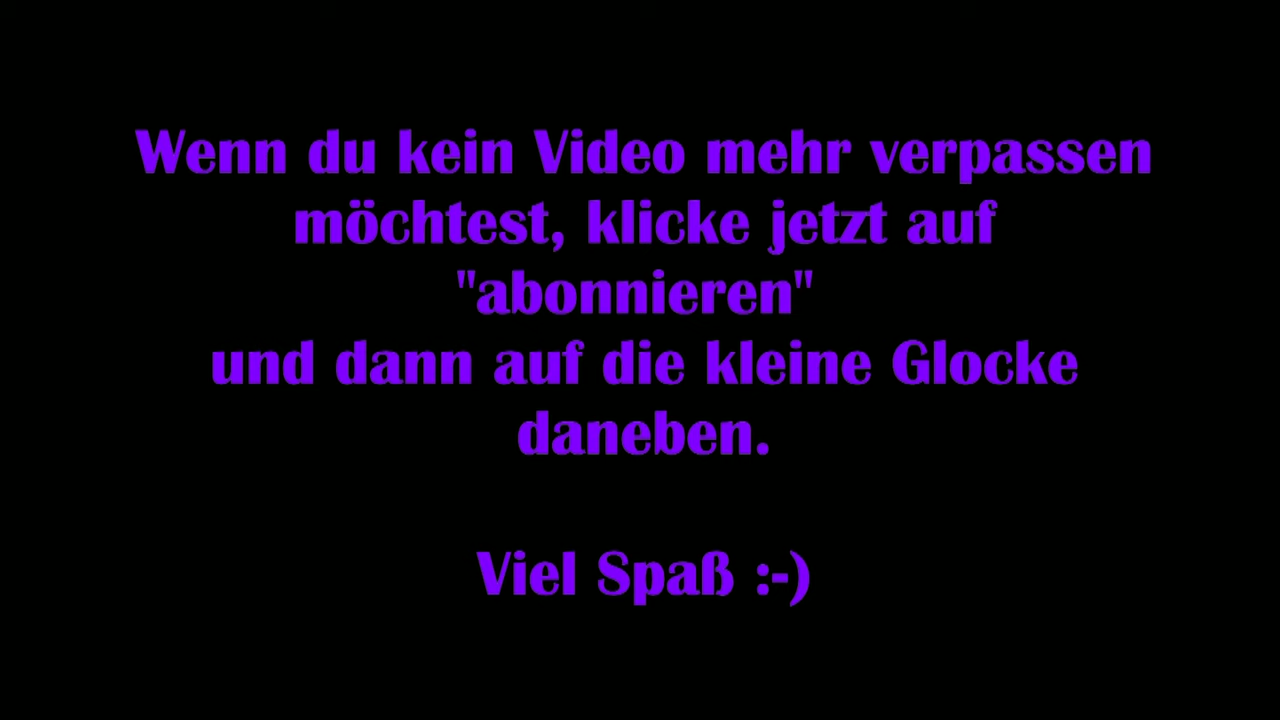 Wenn du kein Video mehr verpassen
möchtest, klicke jetzt auf
"abonnieren"
und dann auf die kleine Glocke
daneben.
Viel Spaß :-)